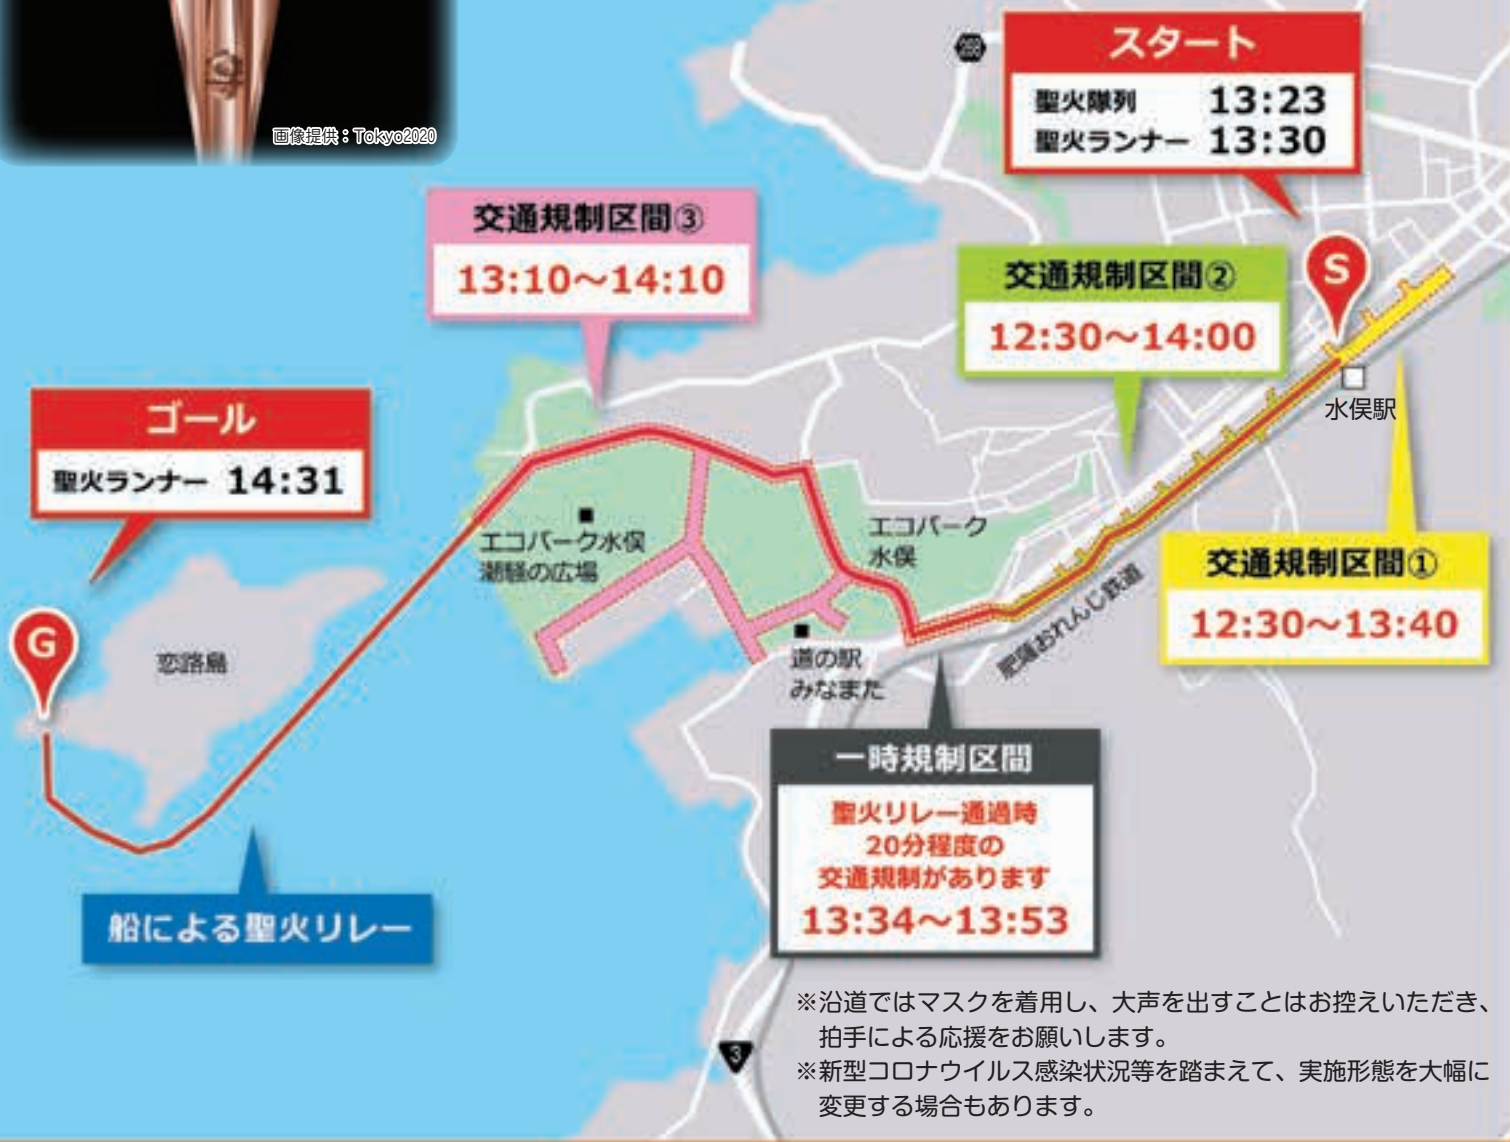 画像提供：Tokyo2020
スタート
聖火隊列 13:23
聖火ランナー 13:30
交通規制区間③
13:10～14:10
交通規制区間②
12:30～14:00
S
水俣駅
ゴール
聖火ランナー 14:31
エコパーク水俣
潮騒の広場
エコパーク
水俣
交通規制区間①
12:30～13:40
肥薩おれんじ鉄道
G
恋路島
道の駅
みなまた
一時規制区間
聖火リレー通過時
20分程度の
交通規制があります
13:34～13:53
船による聖火リレー
3
※沿道ではマスクを着用し、大声を出すことはお控えいただき、
拍手による応援をお願いします。
※新型コロナウイルス感染状況等を踏まえて、実施形態を大幅に
変更する場合もあります。